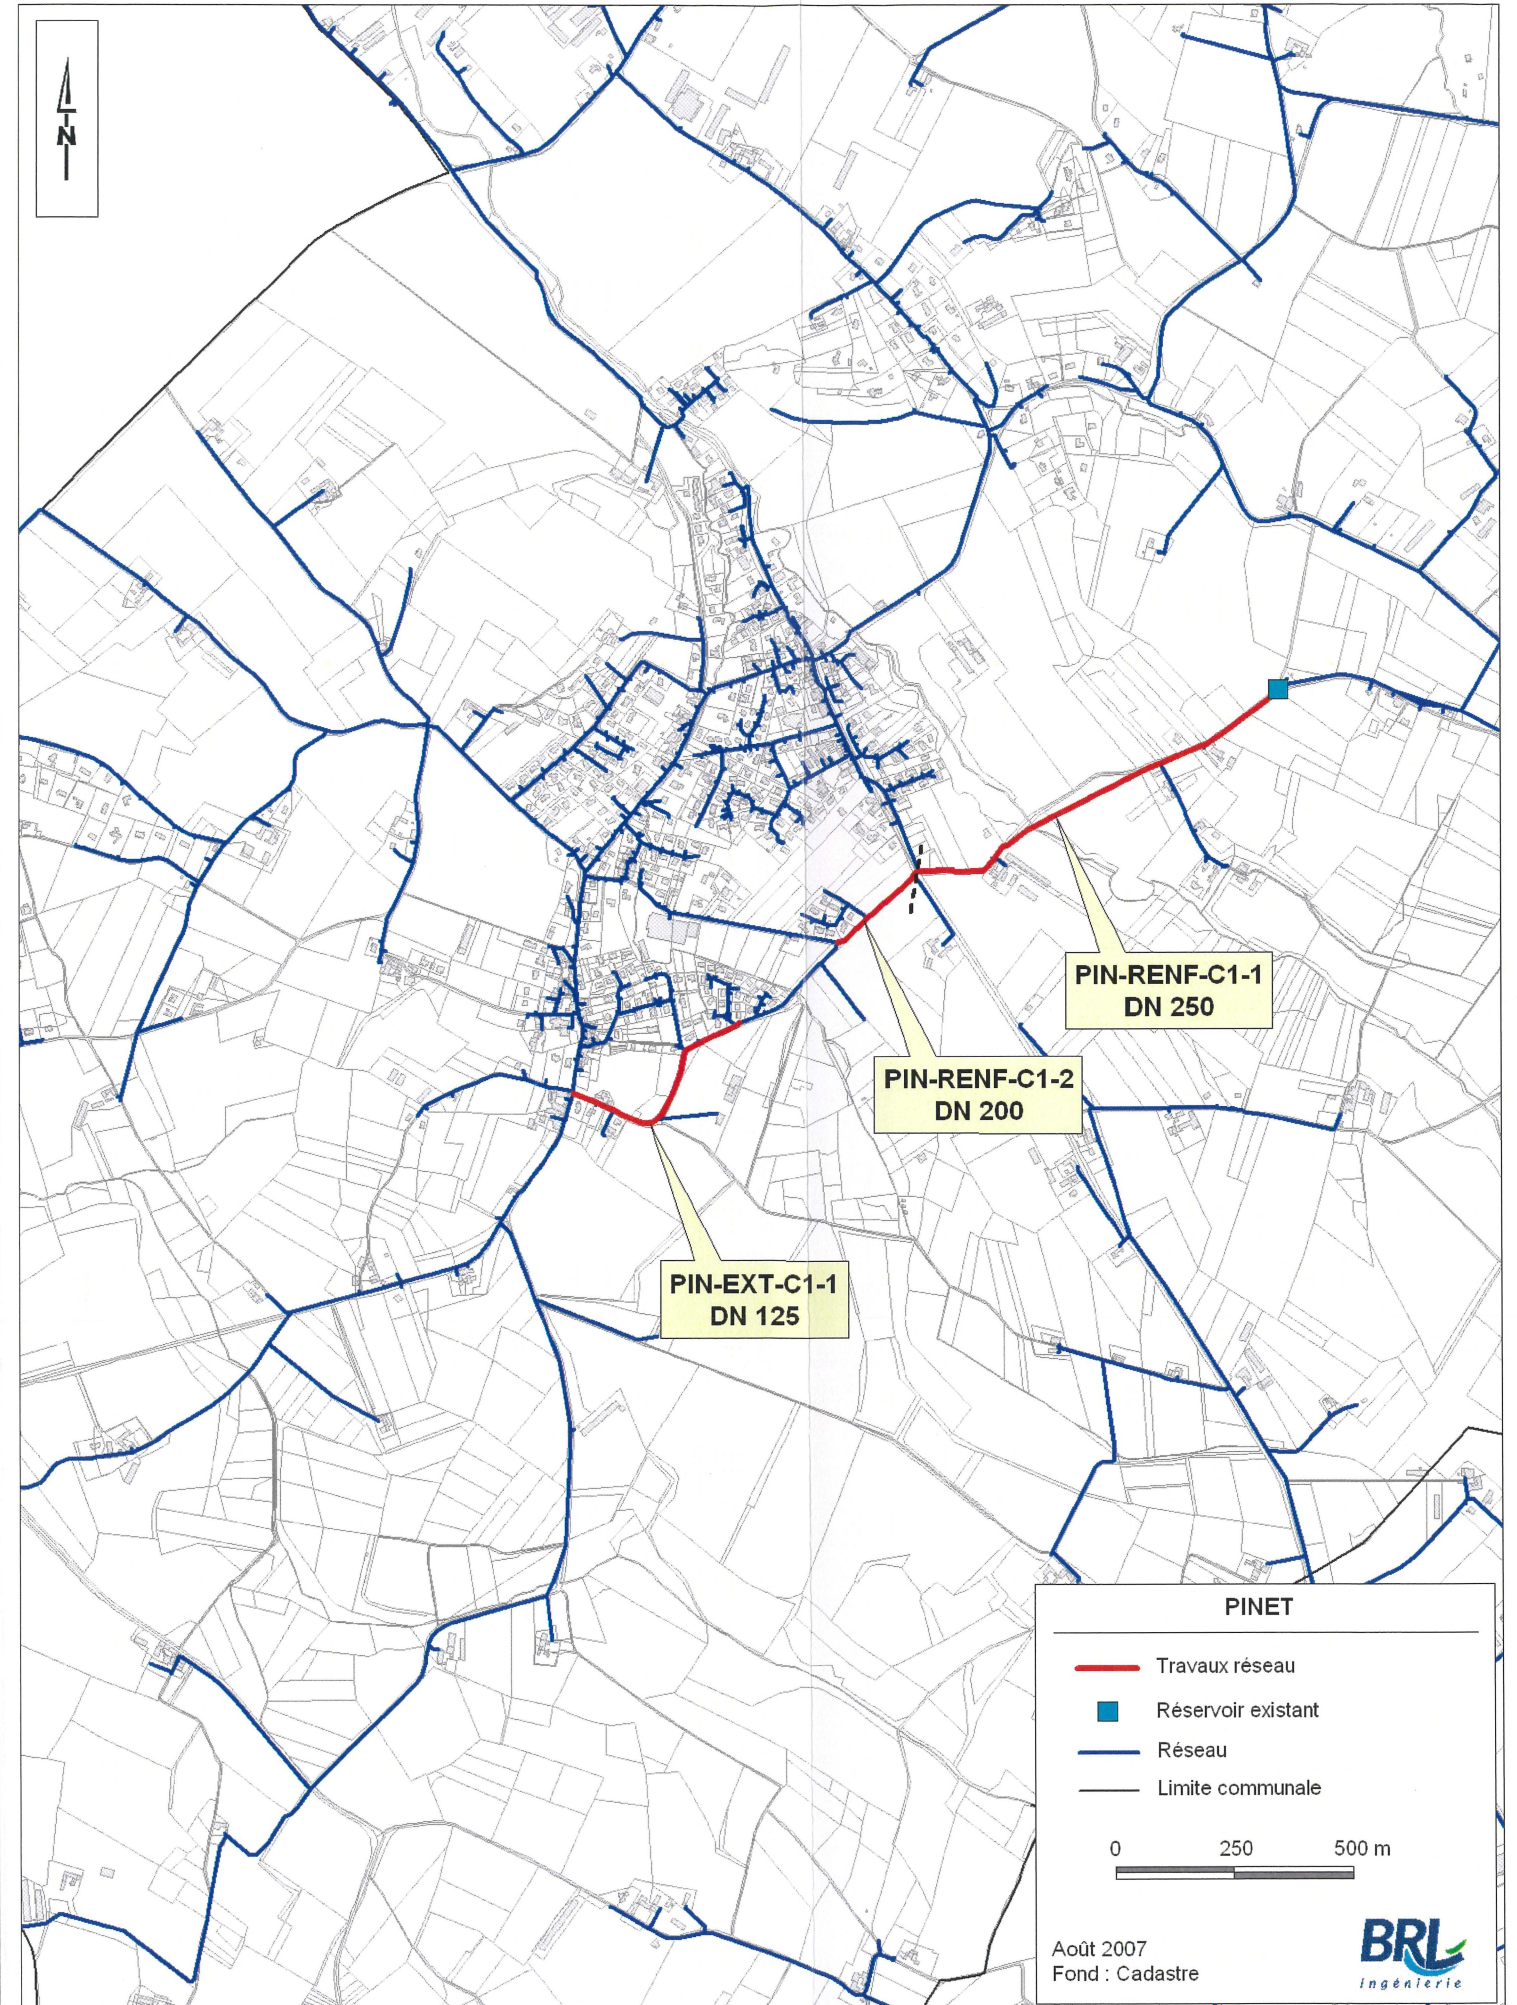 N
PIN-RENF-C1-1
DN 250
PIN-RENF-C1-2
DN 200
PIN-EXT-C1-1
DN 125
PINET
Travaux réseau
Réservoir existant
Réseau
Limite communale
0 250 500 m
Août 2007
Fond : Cadastre
BRL
Ingénierie